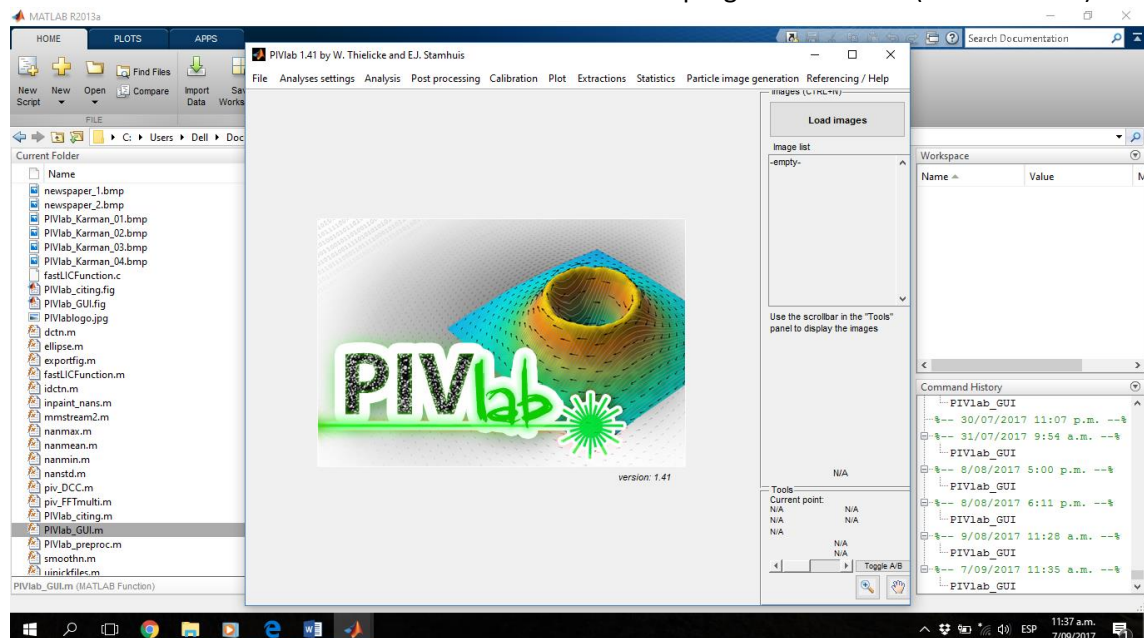 MATLAB R2013a
HOME PLOTS APPS
Search Documentation
New Script
New
Open
Find Files
Compare
Import Data
FILE
C: Users Dell
Current Folder
Name
newspaper_1.bmp
newspaper_2.bmp
PIVlab_Karman_01.bmp
PIVlab_Karman_02.bmp
PIVlab_Karman_03.bmp
PIVlab_Karman_04.bmp
fastLICFunction.c
PIVlab_citing.fig
PIVlab_GUI.fig
PIVlablogo.jpg
dctn.m
ellipse.m
exportfig.m
fastLICFunction.m
idctn.m
inpaint_nans.m
mmstream2.m
nanmax.m
nanmean.m
nanmin.m
nanstd.m
piv_DCC.m
piv_FFTmulti.m
PIVlab_citing.m
PIVlab_GUI.m
PIVlab_preproc.m
smoothn.m
uipickfiles.m
PIVlab_GUI.m (MATLAB Function)
PIVlab 1.41 by W. Thielicke and E.J. Stamhuis
File Analyses settings Analysis Post processing Calibration Plot Extractions Statistics Particle image generation Referencing / Help
PIVlab
version: 1.41
Images (CTRL+N)
Load images
Image list
-empty-
Use the scrollbar in the "Tools"
panel to display the images
N/A
Tools
Current point:
N/A N/A
N/A N/A
N/A
N/A
N/A
Toggle A/B
Workspace
Name Value
Command History
PIVlab_GUI
%-- 30/07/2017 11:07 p.m. --%
%-- 31/07/2017 9:54 a.m. --%
PIVlab_GUI
%-- 8/08/2017 5:00 p.m. --%
PIVlab_GUI
%-- 8/08/2017 6:11 p.m. --%
PIVlab_GUI
%-- 9/08/2017 11:28 a.m. --%
PIVlab_GUI
%-- 7/09/2017 11:35 a.m. --%
PIVlab_GUI
ESP
11:37 a.m.
7/09/2017